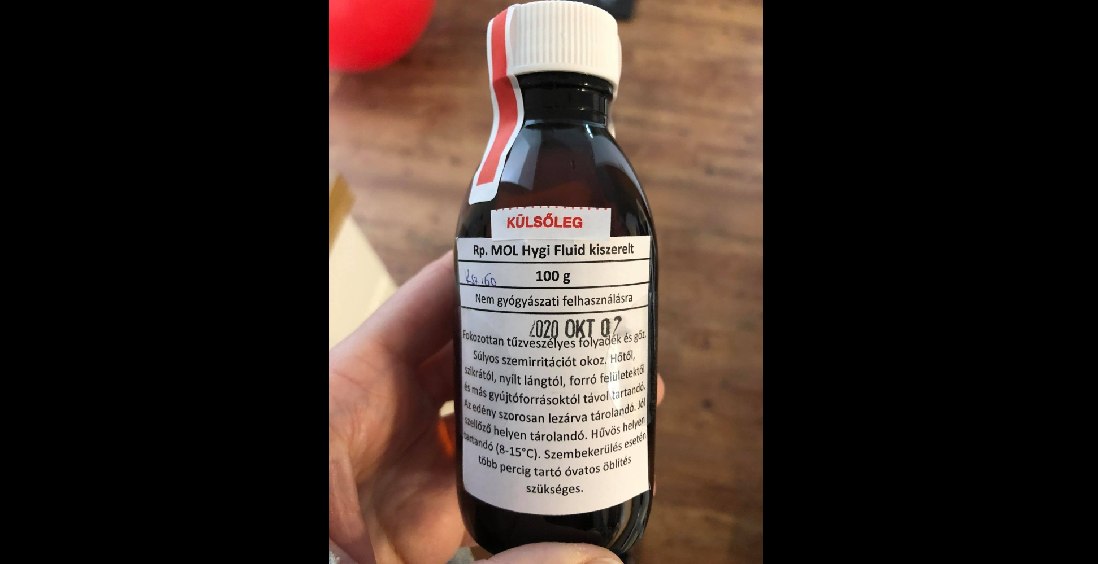 KÜLSŐLEG
Rp. MOL Hygi Fluid kiszerelt
100 g
Nem gyógyászati felhasználásra
2020 OKT 02
Fokozottan tűzveszélyes folyadék és gőz.
Súlyos szemirritációt okoz. Hőtől,
szikrától, nyílt lángtól, forró felületektől
és más gyújtóforrásoktól távol tartandó.
Az edény szorosan lezárva tárolandó. Jól
szellőző helyen tárolandó. Hűvös helyen
tartandó (8-15°C). Szembekerülés esetén
több percig tartó óvatos öblítés
szükséges.